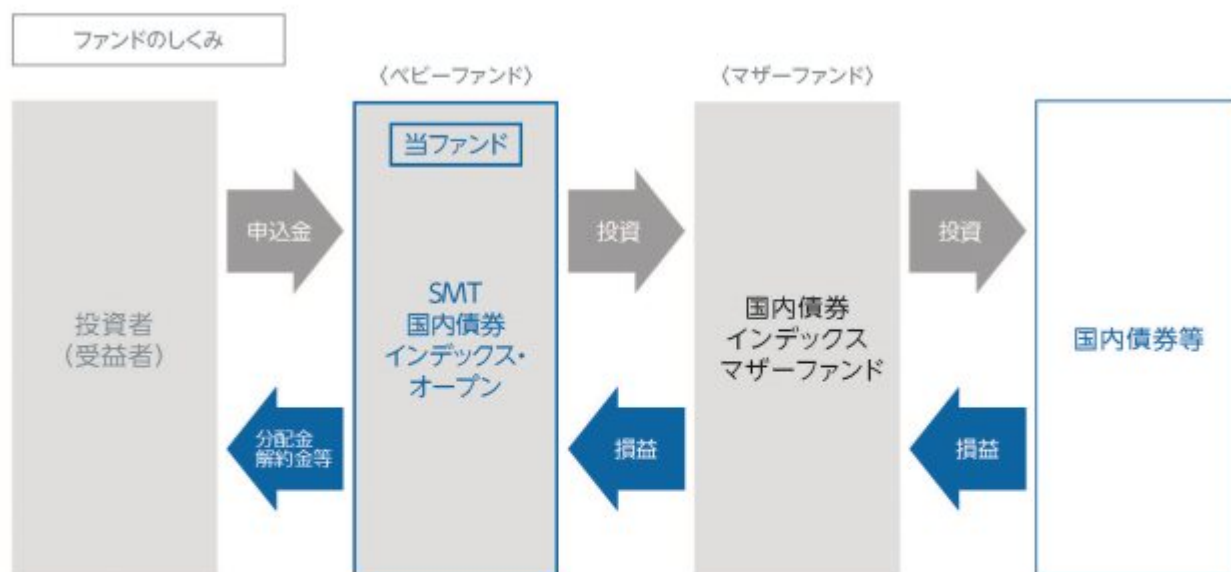 ファンドのしくみ
〈ベビーファンド〉
〈マザーファンド〉
投資者
(受益者)
申込金
分配金
解約金等
当ファンド
SMT
国内債券
インデックス・
オープン
投資
損益
国内債券
インデックス
マザーファンド
投資
損益
国内債券等